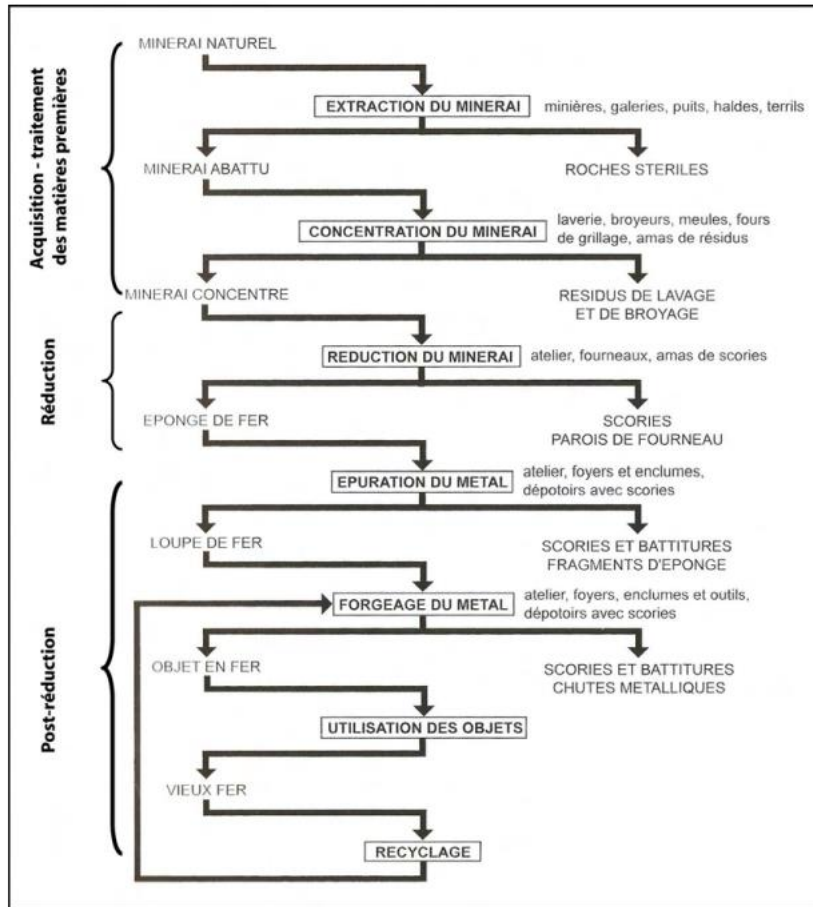 Acquisition - traitement
des matières premières
MINERAI NATUREL
EXTRACTION DU MINERAI
minières, galeries, puits, haldes, terrils
MINERAI ABATTU
ROCHES STERILES
CONCENTRATION DU MINERAI
laverie, broyeurs, meules, fours
de grillage, amas de résidus
MINERAI CONCENTRE
RESIDUS DE LAVAGE
ET DE BROYAGE
Réduction
REDUCTION DU MINERAI
atelier, fourneaux, amas de scories
EPONGE DE FER
SCORIES
PAROIS DE FOURNEAU
Post-réduction
EPURATION DU METAL
atelier, foyers et enclumes,
dépotoirs avec scories
LOUPE DE FER
SCORIES ET BATTITURES
FRAGMENTS D'EPONGE
FORGEAGE DU METAL
atelier, foyers, enclumes et outils,
dépotoirs avec scories
OBJET EN FER
SCORIES ET BATTITURES
CHUTES METALLIQUES
UTILISATION DES OBJETS
VIEUX FER
RECYCLAGE